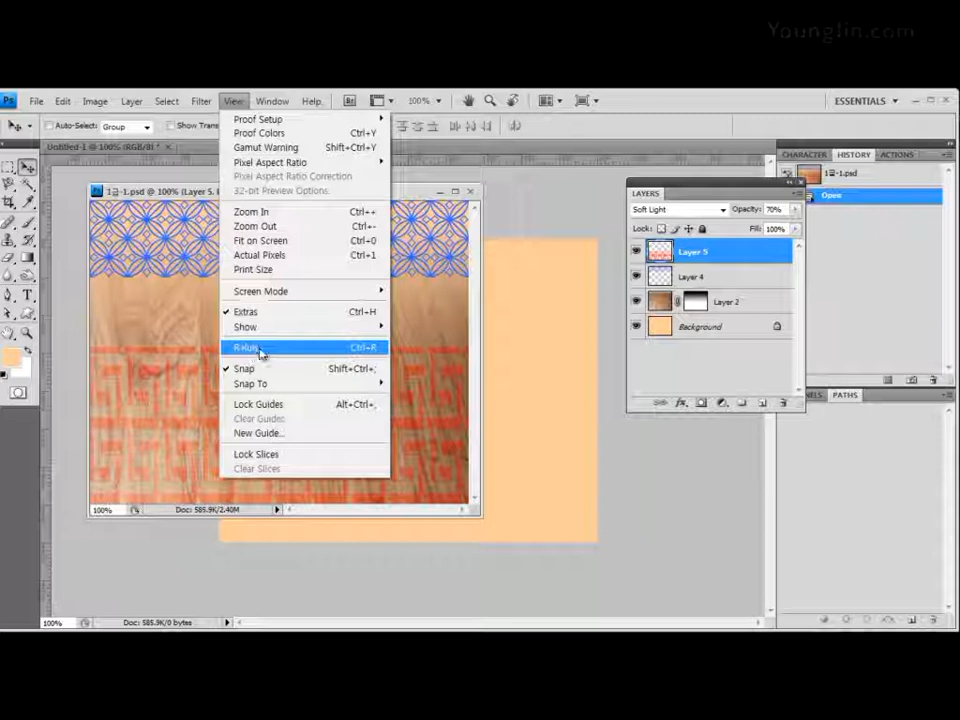 Younglin.com
Ps File Edit Image Layer Select Filter View Window Help Br 100% ESSENTIALS
Auto-Select: Group Show Trans
Untitled-1 @ 100% (RGB/8)
1급-1.psd @ 100% (Layer 5,
Proof Setup
Proof Colors Ctrl+Y
Gamut Warning Shift+Ctrl+Y
Pixel Aspect Ratio
Pixel Aspect Ratio Correction
32-bit Preview Options.
Zoom In Ctrl++
Zoom Out Ctrl+-
Fit on Screen Ctrl+0
Actual Pixels Ctrl+1
Print Size
Screen Mode
Extras Ctrl+H
Show
Rulers Ctrl+R
Snap Shift+Ctrl+;
Snap To
Lock Guides Alt+Ctrl+;
Clear Guides
New Guide...
Lock Slices
Clear Slices
100% Doc: 585.9K/2.40M
100% Doc: 585.9K/0 bytes
LAYERS
Soft Light Opacity: 70%
Lock: Fill: 100%
Layer 5
Layer 4
Layer 2
Background
CHARACTER HISTORY ACTIONS
1급-1.psd
Open
NELS PATHS